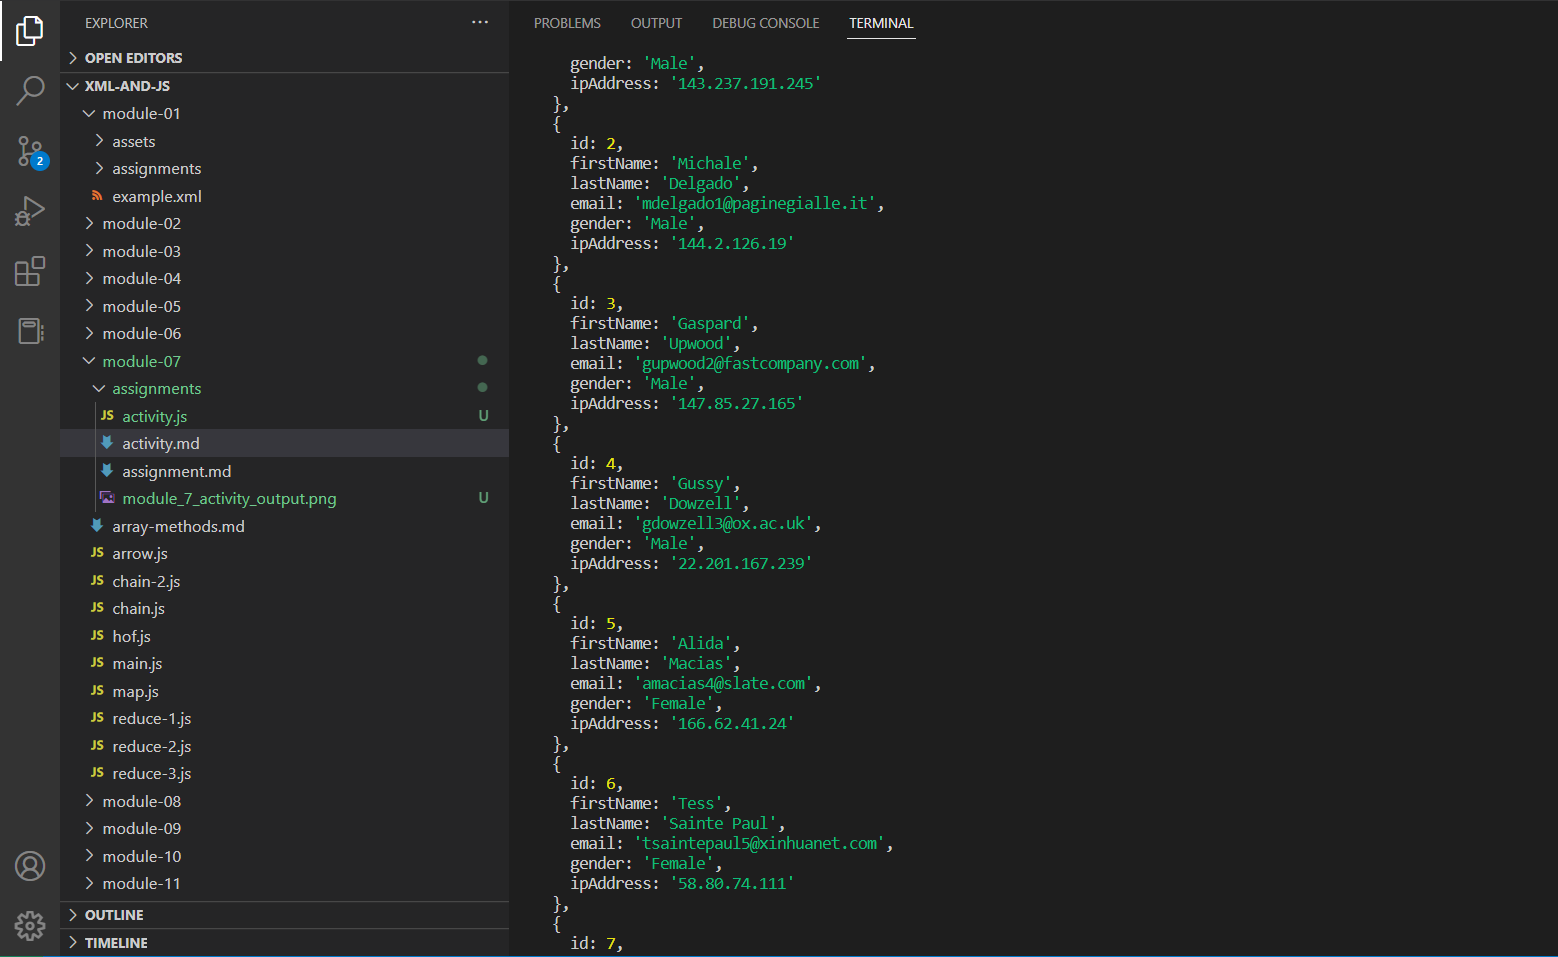 EXPLORER
···
OPEN EDITORS
XML-AND-JS
module-01
assets
assignments
example.xml
module-02
module-03
module-04
module-05
module-06
module-07
assignments
JS activity.js U
activity.md
assignment.md
module_7_activity_output.png U
array-methods.md
JS arrow.js
JS chain-2.js
JS chain.js
JS hof.js
JS main.js
JS map.js
JS reduce-1.js
JS reduce-2.js
JS reduce-3.js
module-08
module-09
module-10
module-11
OUTLINE
TIMELINE
2
PROBLEMS OUTPUT DEBUG CONSOLE TERMINAL
gender: 'Male',
ipAddress: '143.237.191.245'
},
{
id: 2,
firstName: 'Michale',
lastName: 'Delgado',
email: 'mdelgado1@paginegialle.it',
gender: 'Male',
ipAddress: '144.2.126.19'
},
{
id: 3,
firstName: 'Gaspard',
lastName: 'Upwood',
email: 'gupwood2@fastcompany.com',
gender: 'Male',
ipAddress: '147.85.27.165'
},
{
id: 4,
firstName: 'Gussy',
lastName: 'Dowzell',
email: 'gdowzell3@ox.ac.uk',
gender: 'Male',
ipAddress: '22.201.167.239'
},
{
id: 5,
firstName: 'Alida',
lastName: 'Macias',
email: 'amacias4@slate.com',
gender: 'Female',
ipAddress: '166.62.41.24'
},
{
id: 6,
firstName: 'Tess',
lastName: 'Sainte Paul',
email: 'tsaintepaul5@xinhuanet.com',
gender: 'Female',
ipAddress: '58.80.74.111'
},
{
id: 7,